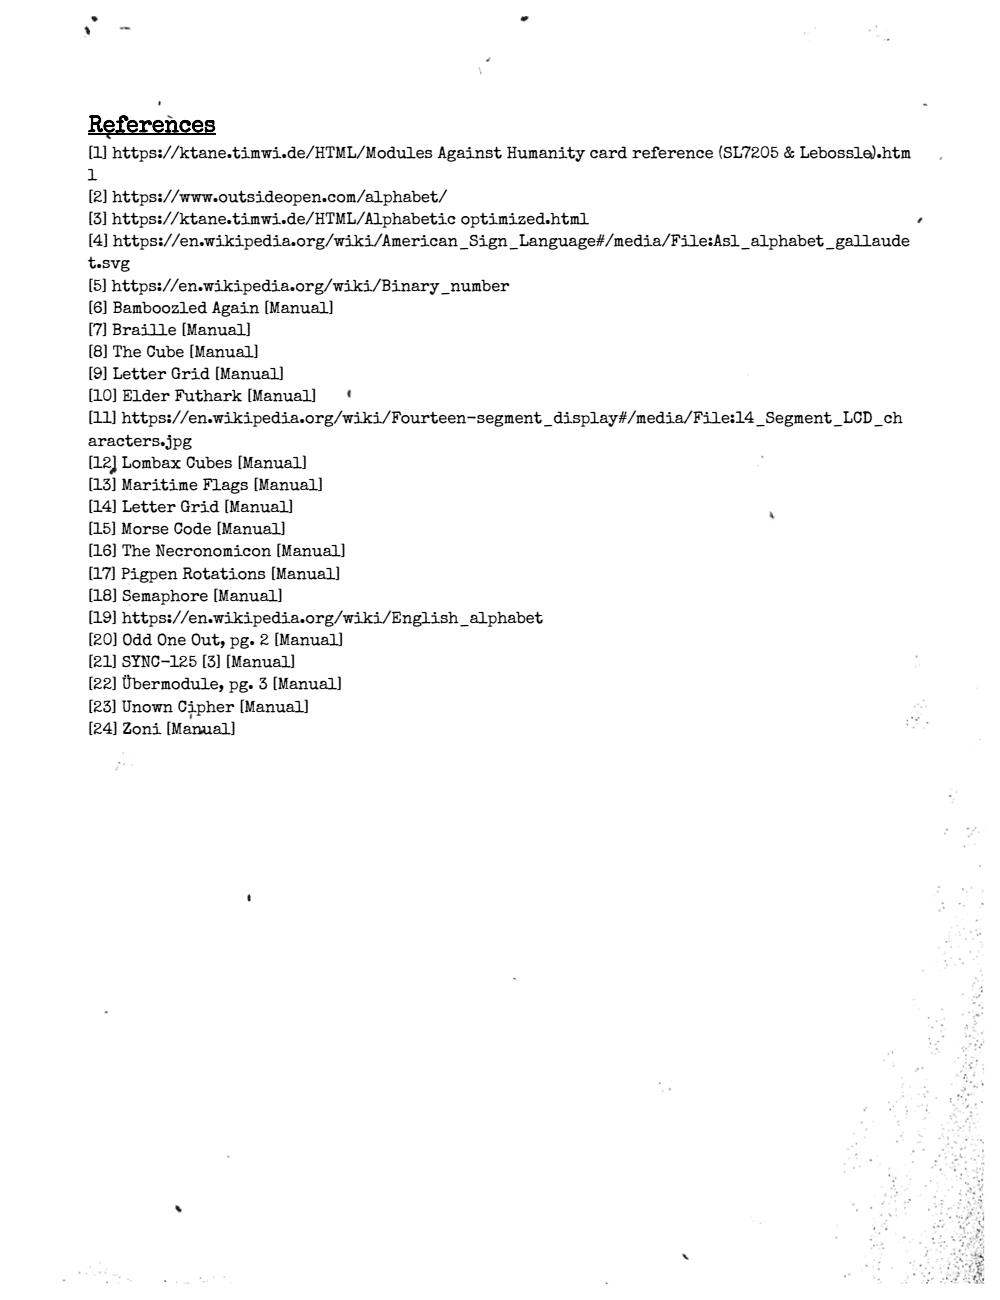 References
[1] https://ktane.timwi.de/HTML/Modules Against Humanity card reference (SL7205 & Lebossle).htm
l
[2] https://www.outsideopen.com/alphabet/
[3] https://ktane.timwi.de/HTML/Alphabetic optimized.html
[4] https://en.wikipedia.org/wiki/American_Sign_Language#/media/File:Asl_alphabet_gallaude
t.svg
[5] https://en.wikipedia.org/wiki/Binary_number
[6] Bamboozled Again [Manual]
[7] Braille [Manual]
[8] The Cube [Manual]
[9] Letter Grid [Manual]
[10] Elder Futhark [Manual]
[11] https://en.wikipedia.org/wiki/Fourteen-segment_display#/media/File:14_Segment_LCD_ch
aracters.jpg
[12] Lombax Cubes [Manual]
[13] Maritime Flags [Manual]
[14] Letter Grid [Manual]
[15] Morse Code [Manual]
[16] The Necronomicon [Manual]
[17] Pigpen Rotations [Manual]
[18] Semaphore [Manual]
[19] https://en.wikipedia.org/wiki/English_alphabet
[20] Odd One Out, pg. 2 [Manual]
[21] SYNC-125 [3] [Manual]
[22] Übermodule, pg. 3 [Manual]
[23] Unown Cipher [Manual]
[24] Zoni [Manual]